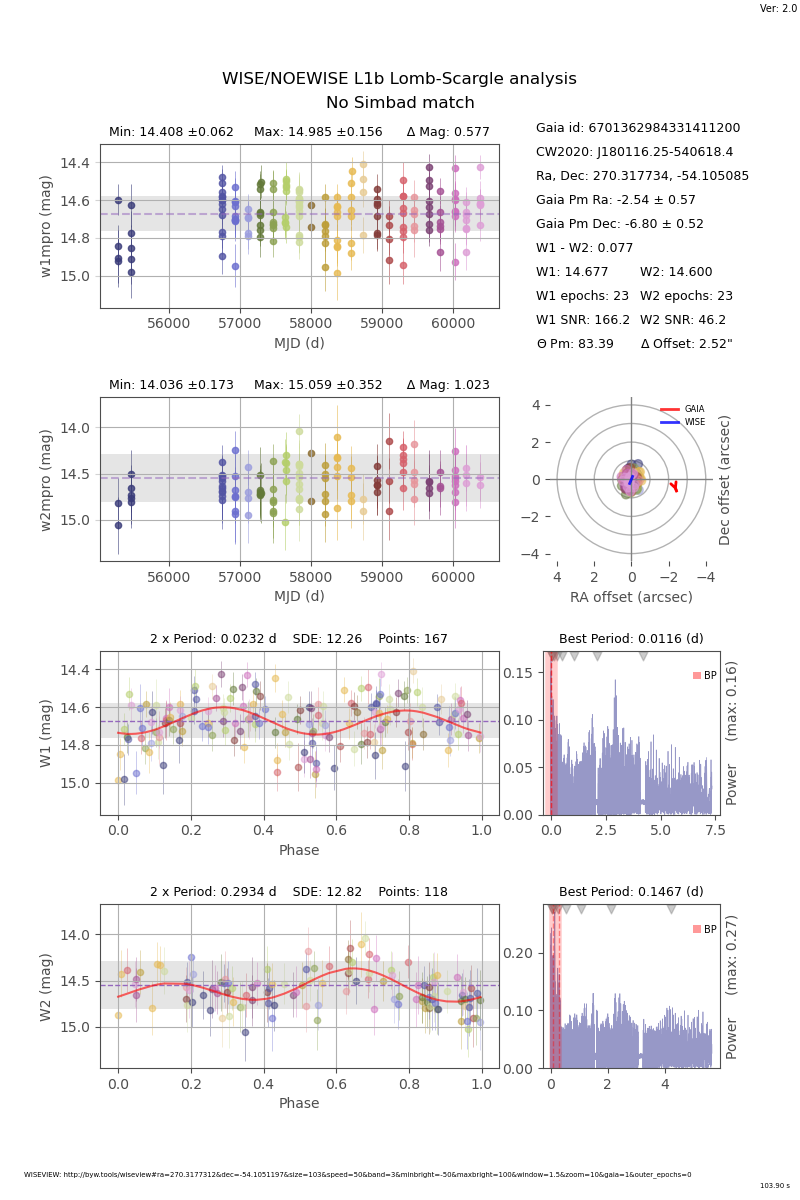 Ver: 2.0
WISE/NOEWISE L1b Lomb-Scargle analysis
No Simbad match
Min: 14.408 ±0.062 Max: 14.985 ±0.156 Δ Mag: 0.577
14.4
14.6
14.8
15.0
w1mpro (mag)
56000 57000 58000 59000 60000
MJD (d)
Gaia id: 6701362984331411200
CW2020: J180116.25-540618.4
Ra, Dec: 270.317734, -54.105085
Gaia Pm Ra: -2.54 ± 0.57
Gaia Pm Dec: -6.80 ± 0.52
W1 - W2: 0.077
W1: 14.677 W2: 14.600
W1 epochs: 23 W2 epochs: 23
W1 SNR: 166.2 W2 SNR: 46.2
Θ Pm: 83.39 Δ Offset: 2.52"
Min: 14.036 ±0.173 Max: 15.059 ±0.352 Δ Mag: 1.023
14.0
14.5
15.0
w2mpro (mag)
56000 57000 58000 59000 60000
MJD (d)
GAIA
WISE
4
2
0
−2
−4
4 2 0 −2 −4
RA offset (arcsec)
Dec offset (arcsec)
2 x Period: 0.0232 d SDE: 12.26 Points: 167
14.4
14.6
14.8
15.0
W1 (mag)
0.0 0.2 0.4 0.6 0.8 1.0
Phase
Best Period: 0.0116 (d)
BP
0.15
0.10
0.05
0.00
0.0 2.5 5.0 7.5
Power (max: 0.16)
2 x Period: 0.2934 d SDE: 12.82 Points: 118
14.0
14.5
15.0
W2 (mag)
0.0 0.2 0.4 0.6 0.8 1.0
Phase
Best Period: 0.1467 (d)
BP
0.20
0.10
0.00
0 2 4
Power (max: 0.27)
WISEVIEW: http://byw.tools/wiseview#ra=270.3177312&dec=-54.1051197&size=103&speed=50&band=3&minbright=-50&maxbright=100&window=1.5&zoom=10&gaia=1&outer_epochs=0
103.90 s